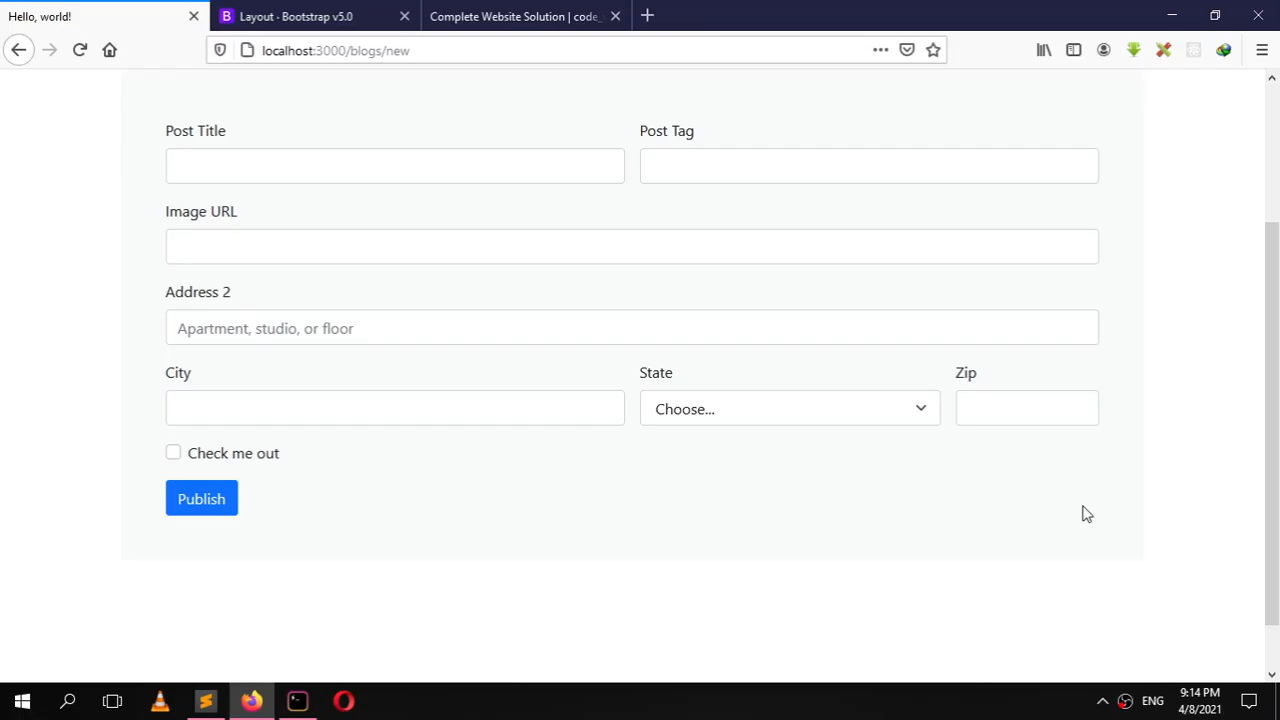 Hello, world!
Layout · Bootstrap v5.0
Complete Website Solution | code_
localhost:3000/blogs/new
Post Title
Post Tag
Image URL
Address 2
Apartment, studio, or floor
City
State
Zip
Choose...
Check me out
Publish
ENG
9:14 PM
4/8/2021